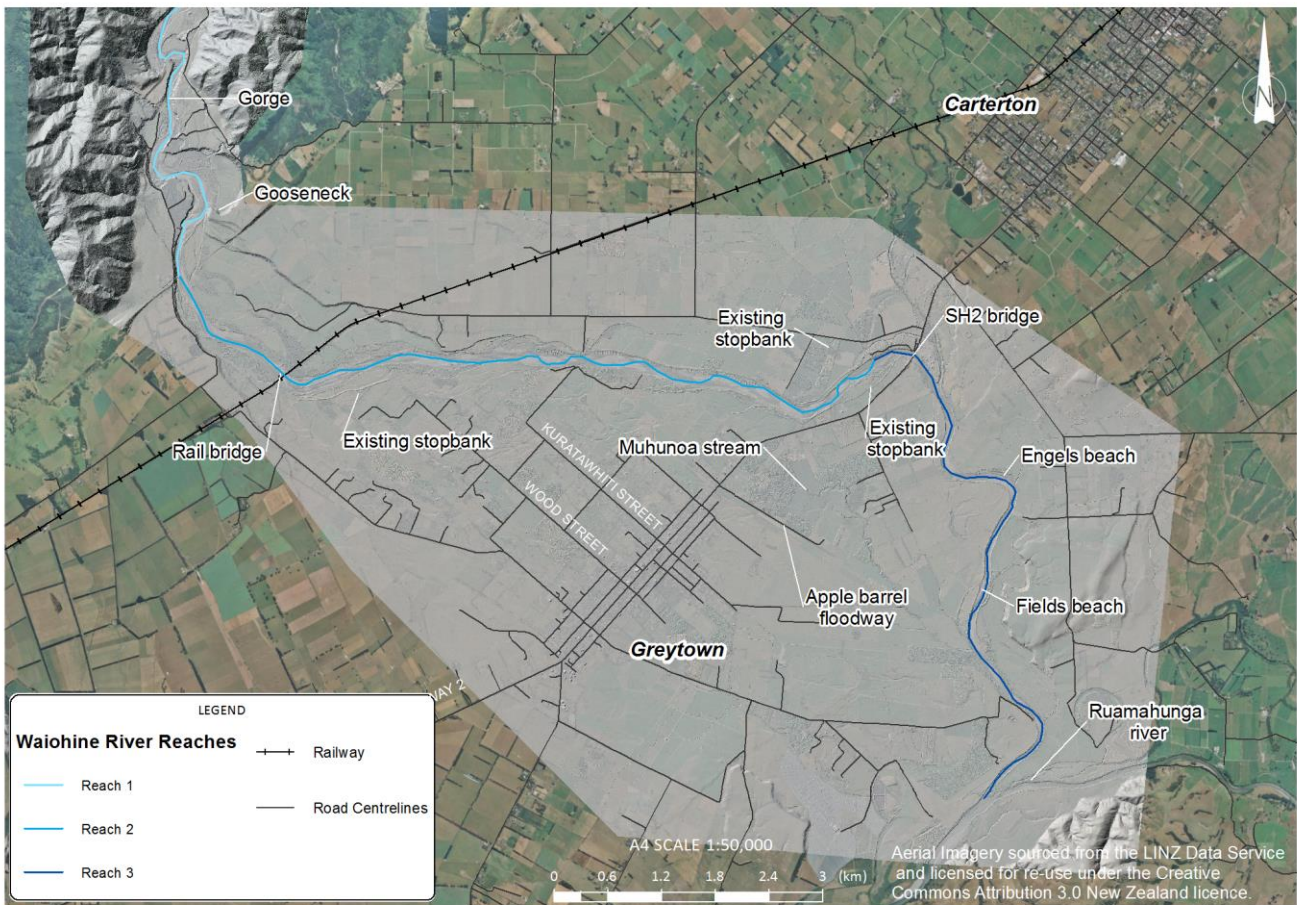 Gorge
Carterton
N
Gooseneck
Existing
stopbank
SH2 bridge
Rail bridge
Existing stopbank
Muhunoa stream
Existing
stopbank
Engels beach
KURATAWHITI STREET
WOOD STREET
Apple barrel
floodway
Fields beach
Greytown
WAY 2
Ruamahunga
river
LEGEND
Waiohine River Reaches
Railway
Reach 1
Road Centrelines
Reach 2
Reach 3
A4 SCALE 1:50,000
0 0.6 1.2 1.8 2.4 3 (km)
Aerial Imagery sourced from the LINZ Data Service
and licensed for re-use under the Creative
Commons Attribution 3.0 New Zealand licence.